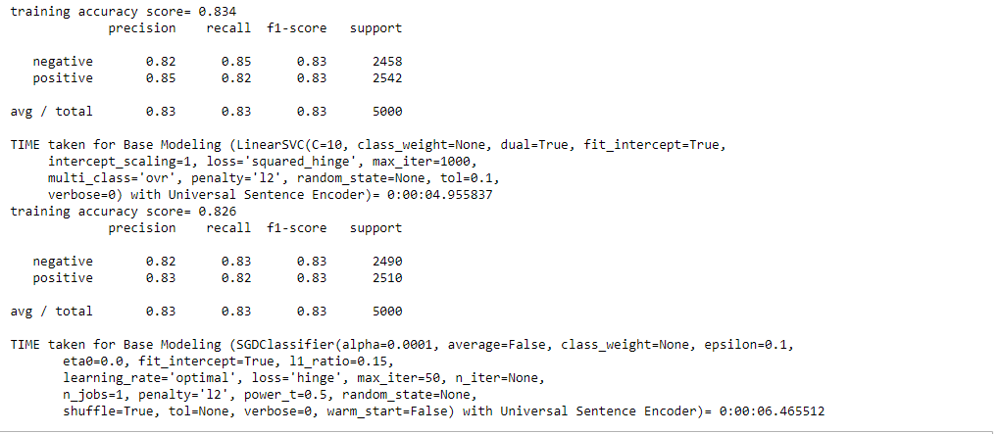 training accuracy score= 0.834
precision recall f1-score support
negative 0.82 0.85 0.83 2458
positive 0.85 0.82 0.83 2542
avg / total 0.83 0.83 0.83 5000
TIME taken for Base Modeling (LinearSVC(C=10, class_weight=None, dual=True, fit_intercept=True,
intercept_scaling=1, loss='squared_hinge', max_iter=1000,
multi_class='ovr', penalty='l2', random_state=None, tol=0.1,
verbose=0) with Universal Sentence Encoder)= 0:00:04.955837
training accuracy score= 0.826
precision recall f1-score support
negative 0.82 0.83 0.83 2490
positive 0.83 0.82 0.83 2510
avg / total 0.83 0.83 0.83 5000
TIME taken for Base Modeling (SGDClassifier(alpha=0.0001, average=False, class_weight=None, epsilon=0.1,
eta0=0.0, fit_intercept=True, l1_ratio=0.15,
learning_rate='optimal', loss='hinge', max_iter=50, n_iter=None,
n_jobs=1, penalty='l2', power_t=0.5, random_state=None,
shuffle=True, tol=None, verbose=0, warm_start=False) with Universal Sentence Encoder)= 0:00:06.465512